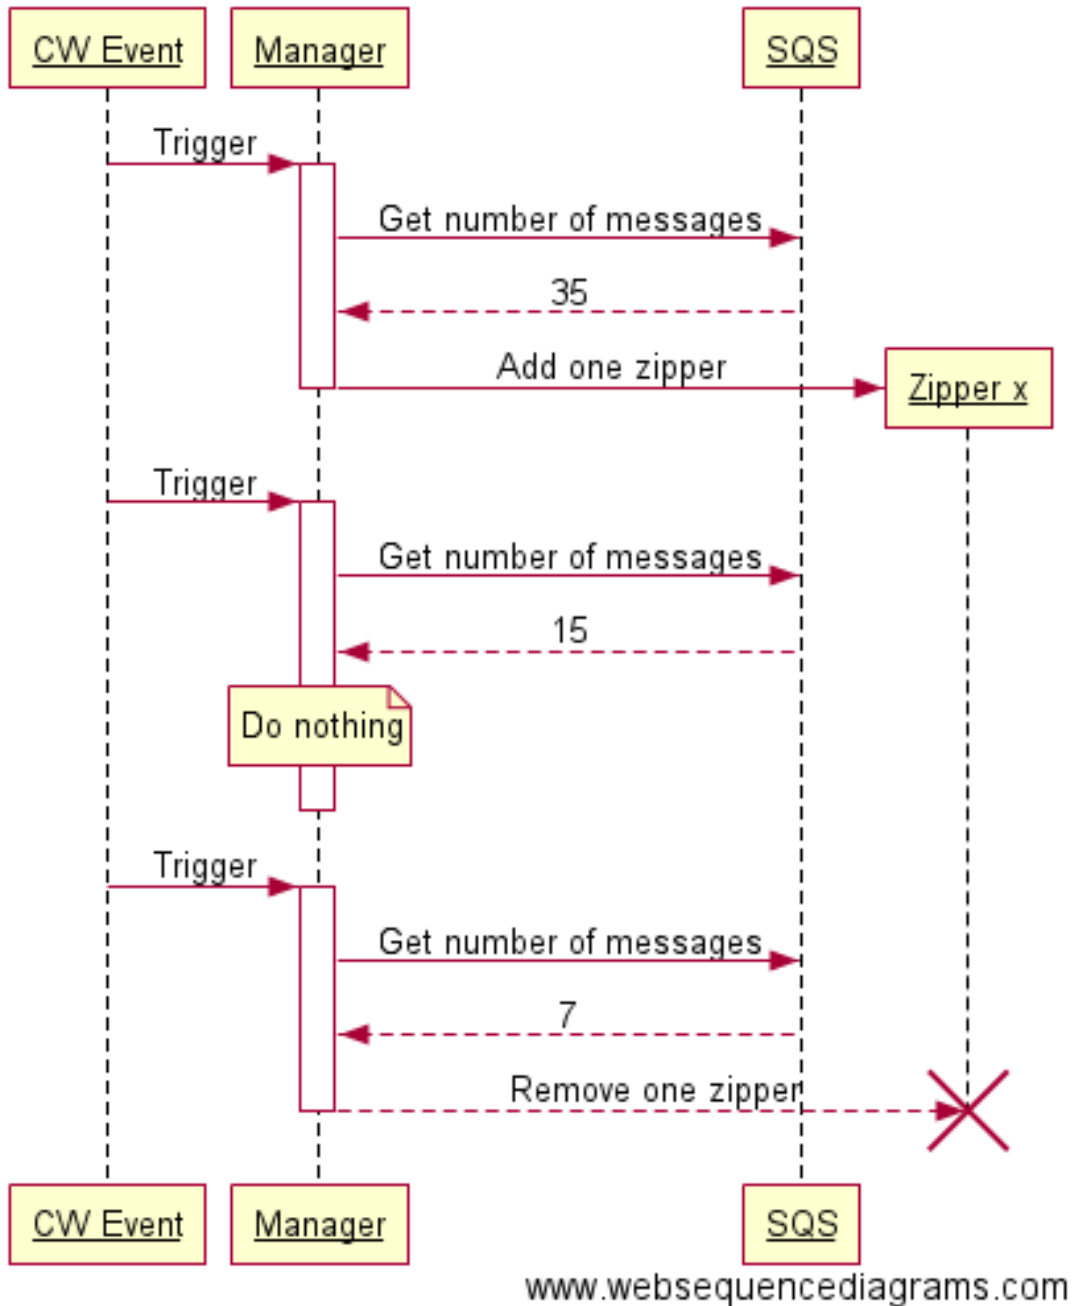 CW Event
Manager
SQS
Trigger
Get number of messages
35
Add one zipper
Zipper x
Trigger
Get number of messages
15
Do nothing
Trigger
Get number of messages
7
Remove one zipper
CW Event
Manager
SQS
www.websequencediagrams.com